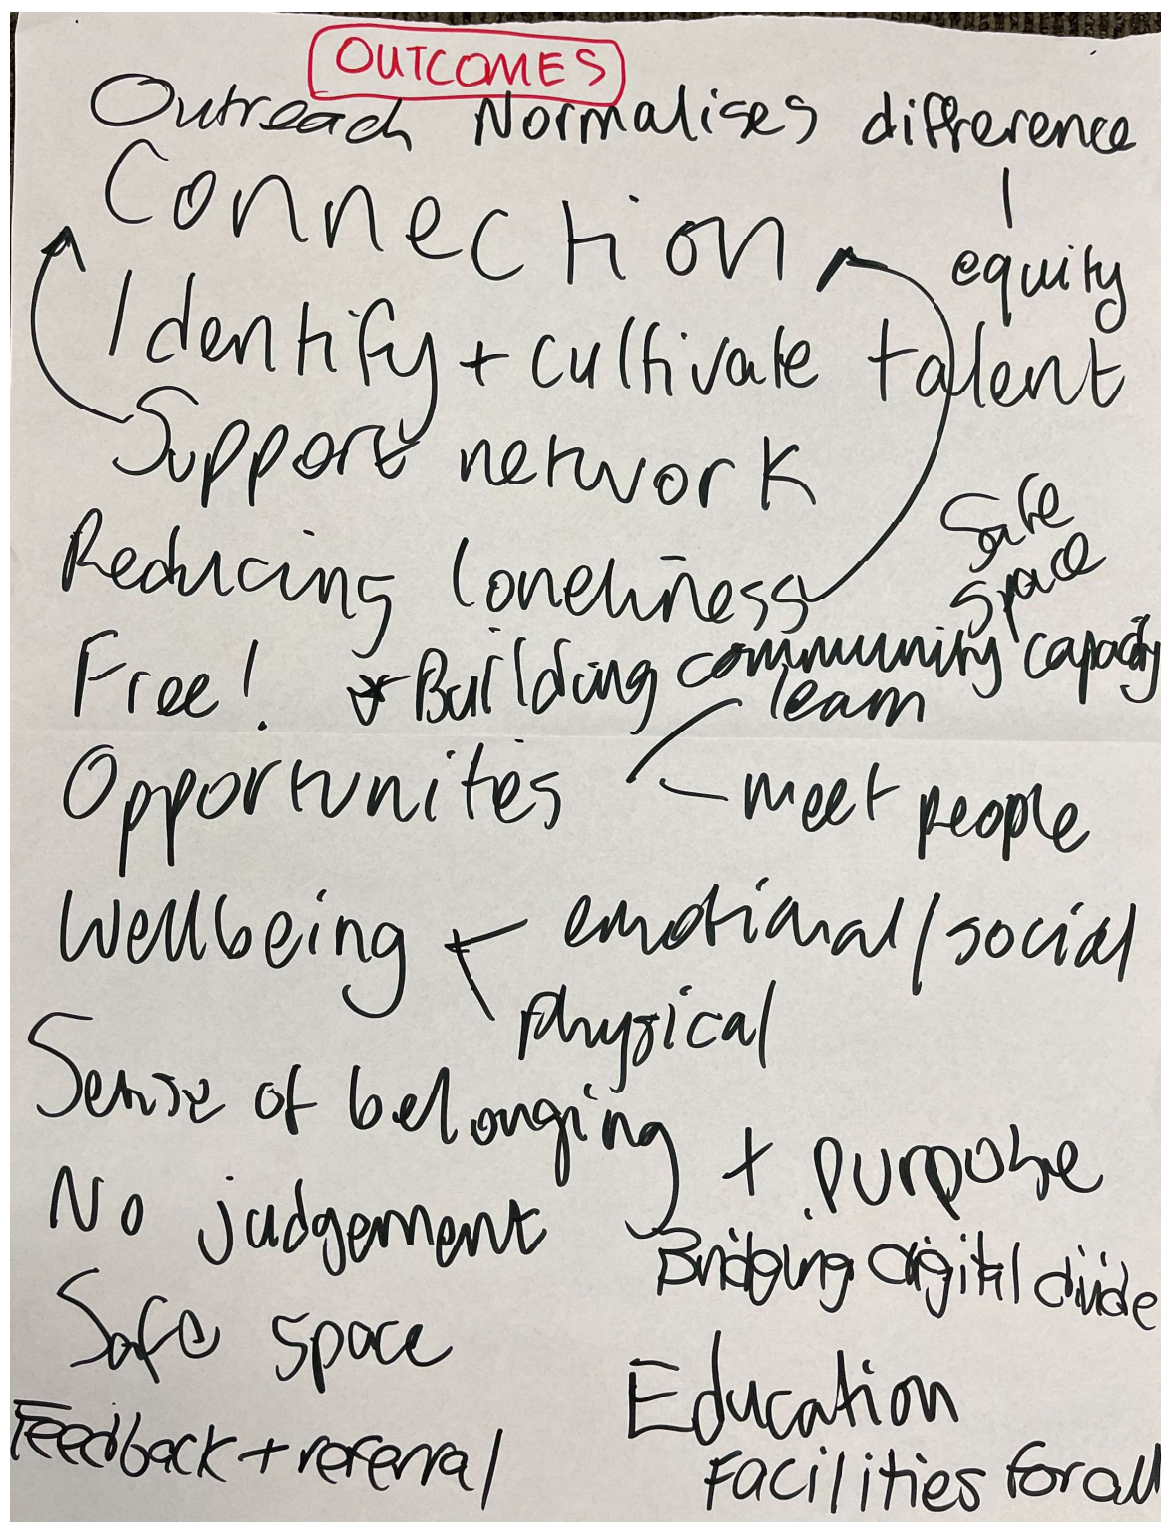 OUTCOMES
Outreach Normalises difference
equity
Connection
Identify + cultivate talent
Support network
Safe
space
Reducing loneliness
Free! Building community capacity
Opportunities learn
meet people
Wellbeing emotional/social
physical
Sense of belonging + purpose
No judgement
Bridging digital divide
Safe space
Education
Feedback + referral
Facilities for all